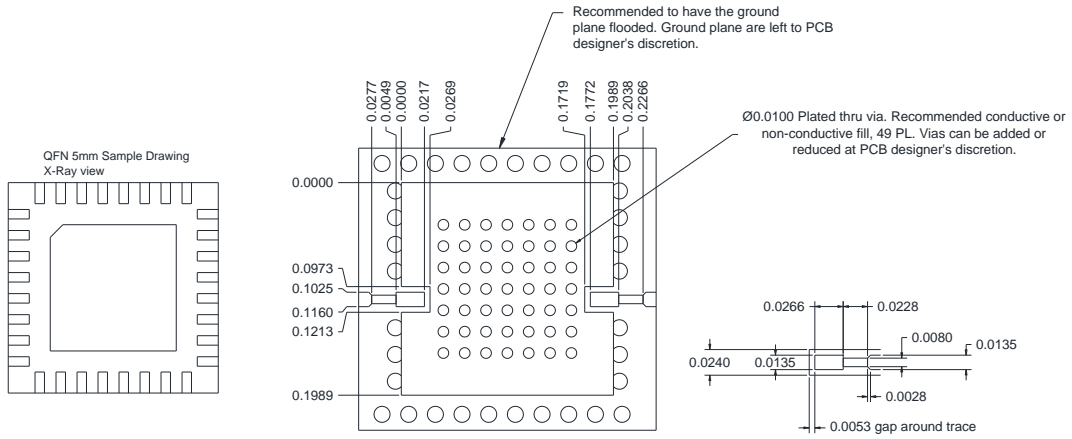 Recommended to have the ground
plane flooded. Ground plane are left to PCB
designer's discretion.
0.0277
0.0049
0.0000
0.0217
0.0269
0.1719
0.1772
0.1989
0.2038
0.2266
Ø0.0100 Plated thru via. Recommended conductive or
non-conductive fill, 49 PL. Vias can be added or
reduced at PCB designer's discretion.
QFN 5mm Sample Drawing
X-Ray view
0.0000
0.0973
0.1025
0.1160
0.1213
0.1989
0.0266
0.0228
0.0080
0.0240
0.0135
0.0135
0.0028
0.0053 gap around trace